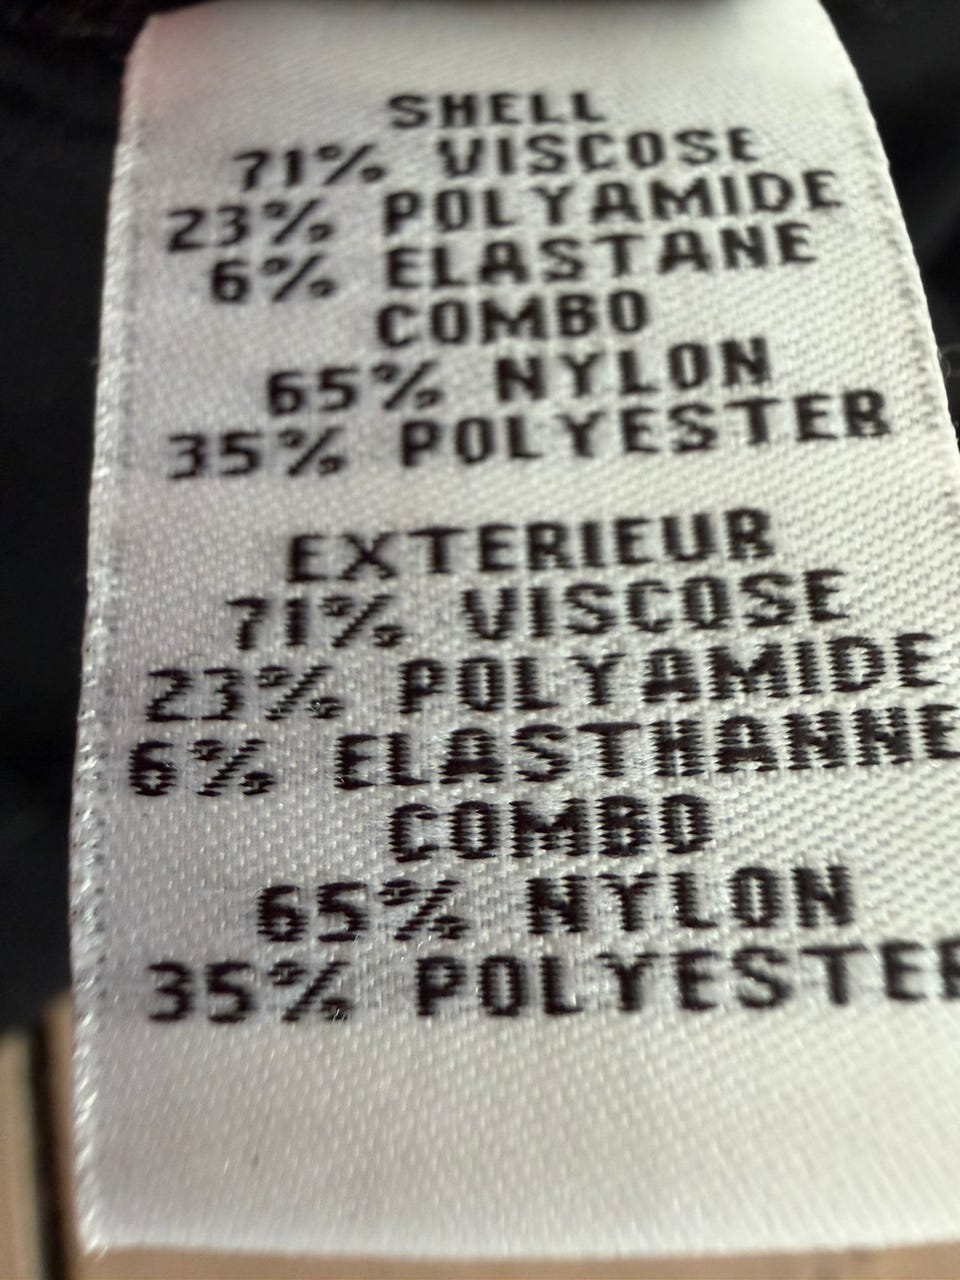 SHELL
71% VISCOSE
23% POLYAMIDE
6% ELASTANE
COMBO
65% NYLON
35% POLYESTER
EXTERIEUR
71% VISCOSE
23% POLYAMIDE
6% ELASTHANNE
COMBO
65% NYLON
35% POLYESTER